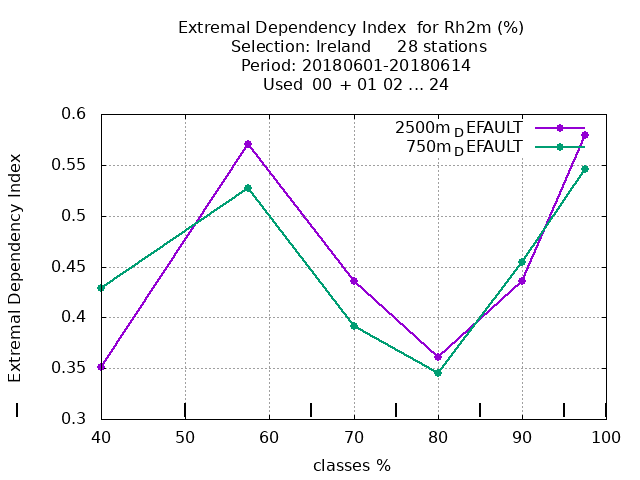 Extremal Dependency Index  for Rh2m (%)
Selection: Ireland     28 stations
Period: 20180601-20180614
Used  00 + 01 02 ... 24
2500m_DEFAULT
750m_DEFAULT
Extremal Dependency Index
0.6
0.55
0.5
0.45
0.4
0.35
0.3
40 50 60 70 80 90 100
classes %